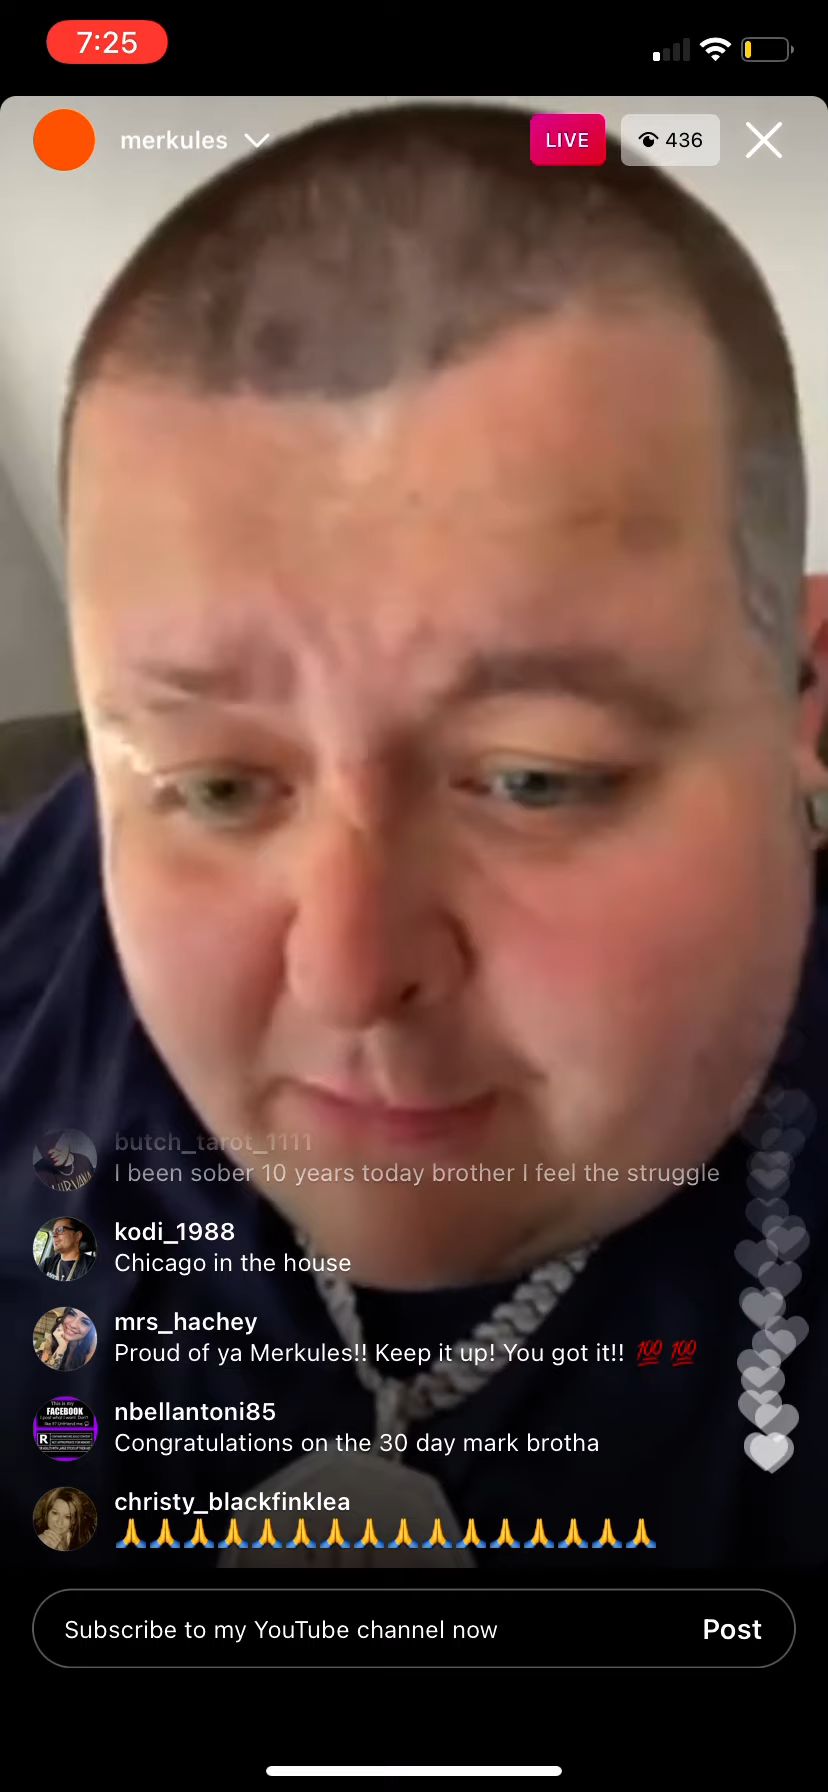 7:25
merkules
LIVE
436
butch_tarot_1111
I been sober 10 years today brother I feel the struggle
kodi_1988
Chicago in the house
mrs_hachey
Proud of ya Merkules!! Keep it up! You got it!! 💯 💯
nbellantoni85
Congratulations on the 30 day mark brotha
christy_blackfinklea
🙏🙏🙏🙏🙏🙏🙏🙏🙏🙏🙏🙏🙏🙏🙏🙏
Subscribe to my YouTube channel now
Post